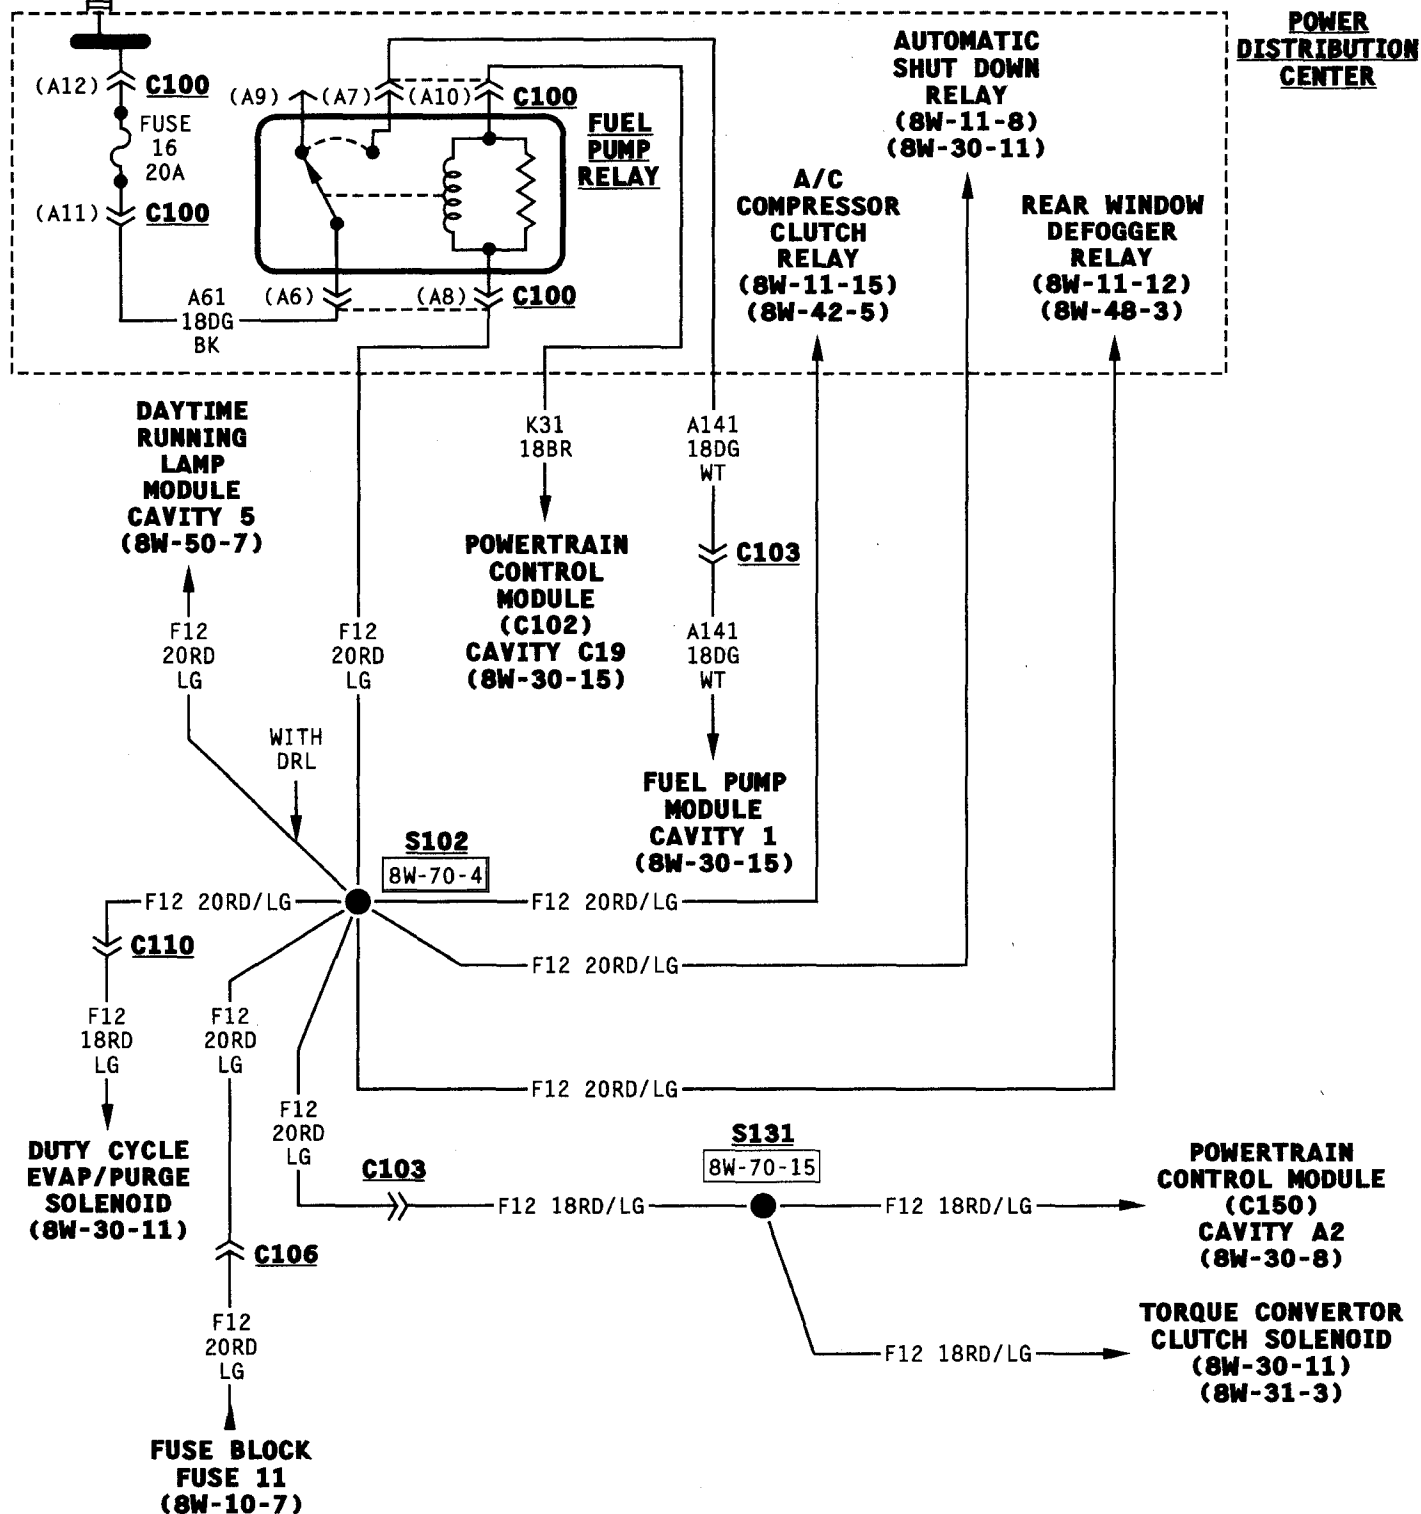 POWER
DISTRIBUTION
CENTER
(A12)
C100
FUSE
16
20A
(A11)
C100
A61
18DG
BK
(A9)
(A7)
(A10)
C100
FUEL
PUMP
RELAY
(A6)
(A8)
C100
AUTOMATIC
SHUT DOWN
RELAY
(8W-11-8)
(8W-30-11)
A/C
COMPRESSOR
CLUTCH
RELAY
(8W-11-15)
(8W-42-5)
REAR WINDOW
DEFOGGER
RELAY
(8W-11-12)
(8W-48-3)
DAYTIME
RUNNING
LAMP
MODULE
CAVITY 5
(8W-50-7)
K31
18BR
A141
18DG
WT
POWERTRAIN
CONTROL
MODULE
(C102)
CAVITY C19
(8W-30-15)
C103
F12
20RD
LG
F12
20RD
LG
A141
18DG
WT
WITH
DRL
FUEL PUMP
MODULE
CAVITY 1
(8W-30-15)
S102
8W-70-4
F12 20RD/LG
F12 20RD/LG
C110
F12 20RD/LG
F12
18RD
LG
F12
20RD
LG
F12 20RD/LG
F12
20RD
LG
DUTY CYCLE
EVAP/PURGE
SOLENOID
(8W-30-11)
C103
F12 18RD/LG
S131
8W-70-15
F12 18RD/LG
POWERTRAIN
CONTROL MODULE
(C150)
CAVITY A2
(8W-30-8)
C106
F12
20RD
LG
F12 18RD/LG
TORQUE CONVERTOR
CLUTCH SOLENOID
(8W-30-11)
(8W-31-3)
FUSE BLOCK
FUSE 11
(8W-10-7)